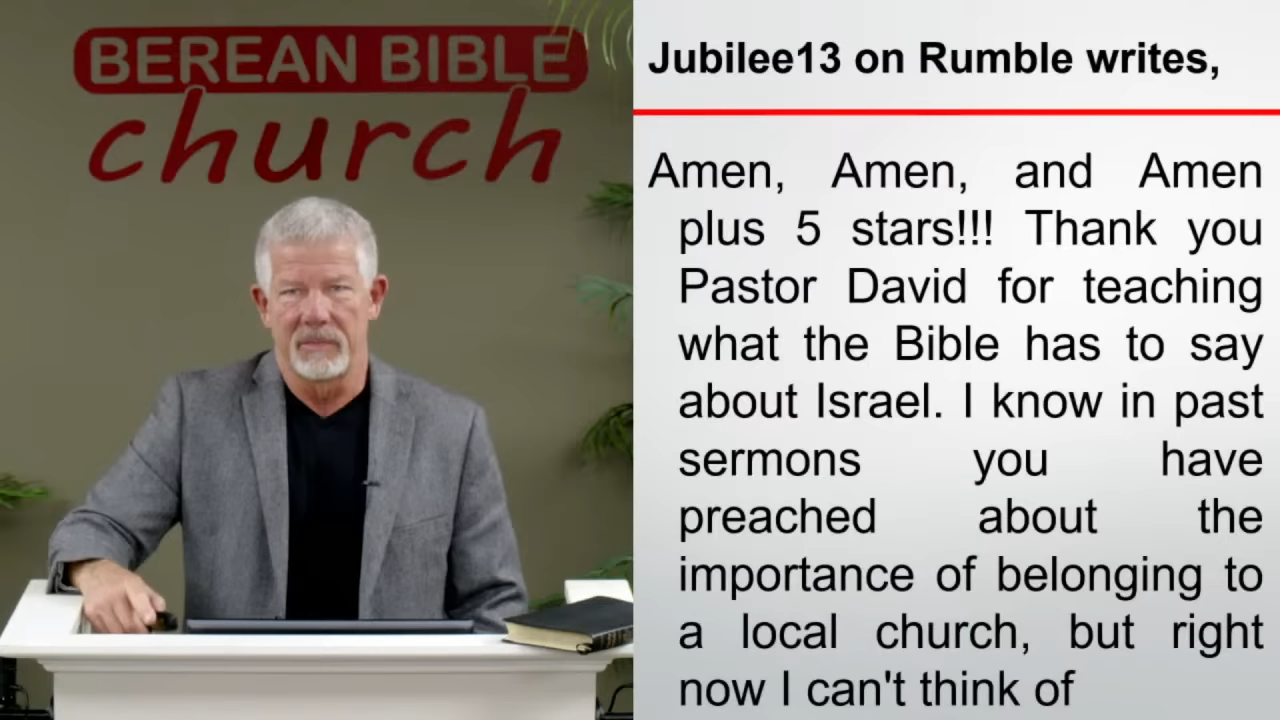 BEREAN BIBLE
church
Jubilee13 on Rumble writes,
Amen, Amen, and Amen
plus 5 stars!!! Thank you
Pastor David for teaching
what the Bible has to say
about Israel. I know in past
sermons you have
preached about the
importance of belonging to
a local church, but right
now I can't think of